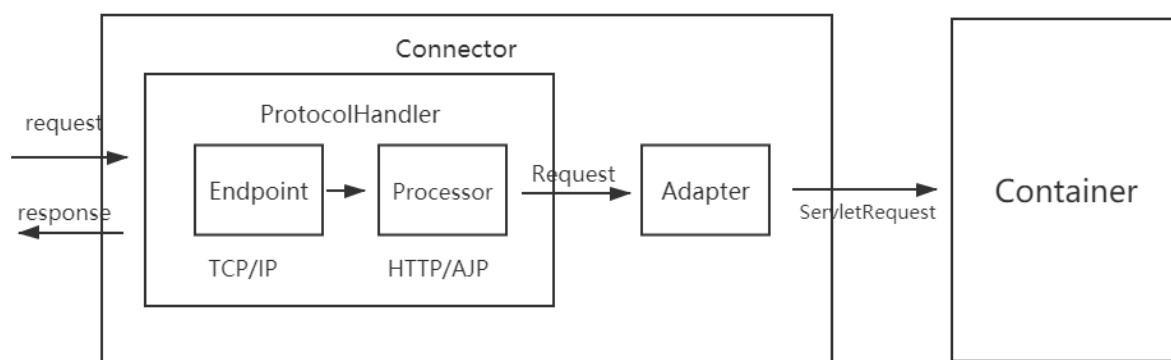 Connector
ProtocolHandler
request
Endpoint
Processor
Request
Adapter
Container
response
ServletRequest
TCP/IP
HTTP/AJP